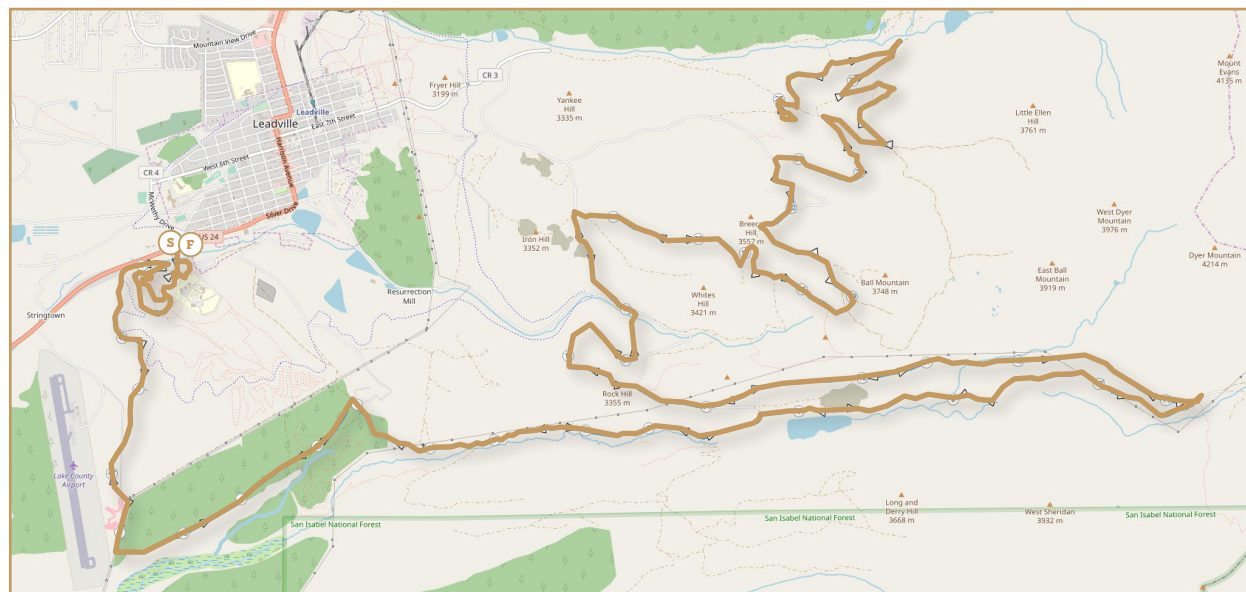 Mountain View Drive
CR 3
Fryer Hill
3199 m
Yankee
Hill
3335 m
Mount
Evans
4135 m
Little Ellen
Hill
3761 m
Leadville
Leadville
East 7th Street
West 6th Street
Harrison Avenue
CR 4
McWethy Drive
Silver Drive
US 24
S
F
Iron Hill
3352 m
Breece
Hill
3557 m
West Dyer
Mountain
3976 m
Dyer Mountain
4214 m
East Ball
Mountain
3919 m
Ball Mountain
3748 m
Whites
Hill
3421 m
Resurrection
Mill
Stringtown
Rock Hill
3355 m
Lake County
Airport
Long and
Derry Hill
3668 m
West Sheridan
3932 m
San Isabel National Forest
San Isabel National Forest
San Isabel National Forest